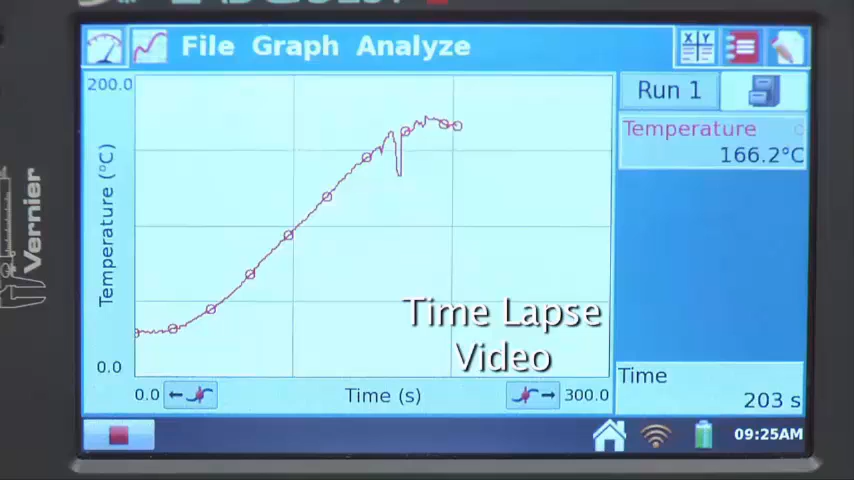 File Graph Analyze
X Y
200.0
Run 1
Temperature
166.2°C
Temperature (°C)
Vernier
Time Lapse
Video
0.0
Time
0.0
Time (s)
300.0
203 s
09:25AM